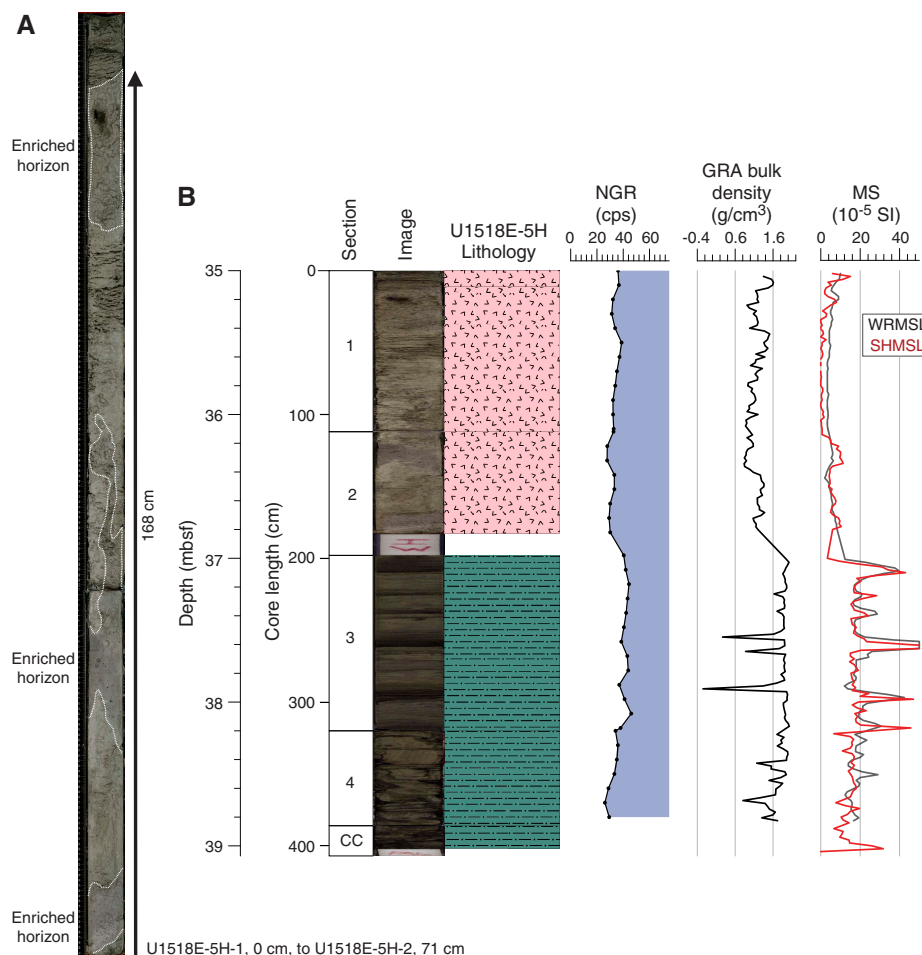 A
Enriched
horizon
168 cm
Enriched
horizon
Enriched
horizon
U1518E-5H-1, 0 cm, to U1518E-5H-2, 71 cm
B
Depth (mbsf)
35
36
37
38
39
Core length (cm)
0
100
200
300
400
Section
1
2
3
4
CC
Image
U1518E-5H
Lithology
NGR
(cps)
0 20 40 60
GRA bulk
density
(g/cm³)
-0.4 0.6 1.6
MS
(10⁻⁵ SI)
0 20 40
WRMSL
SHMSL